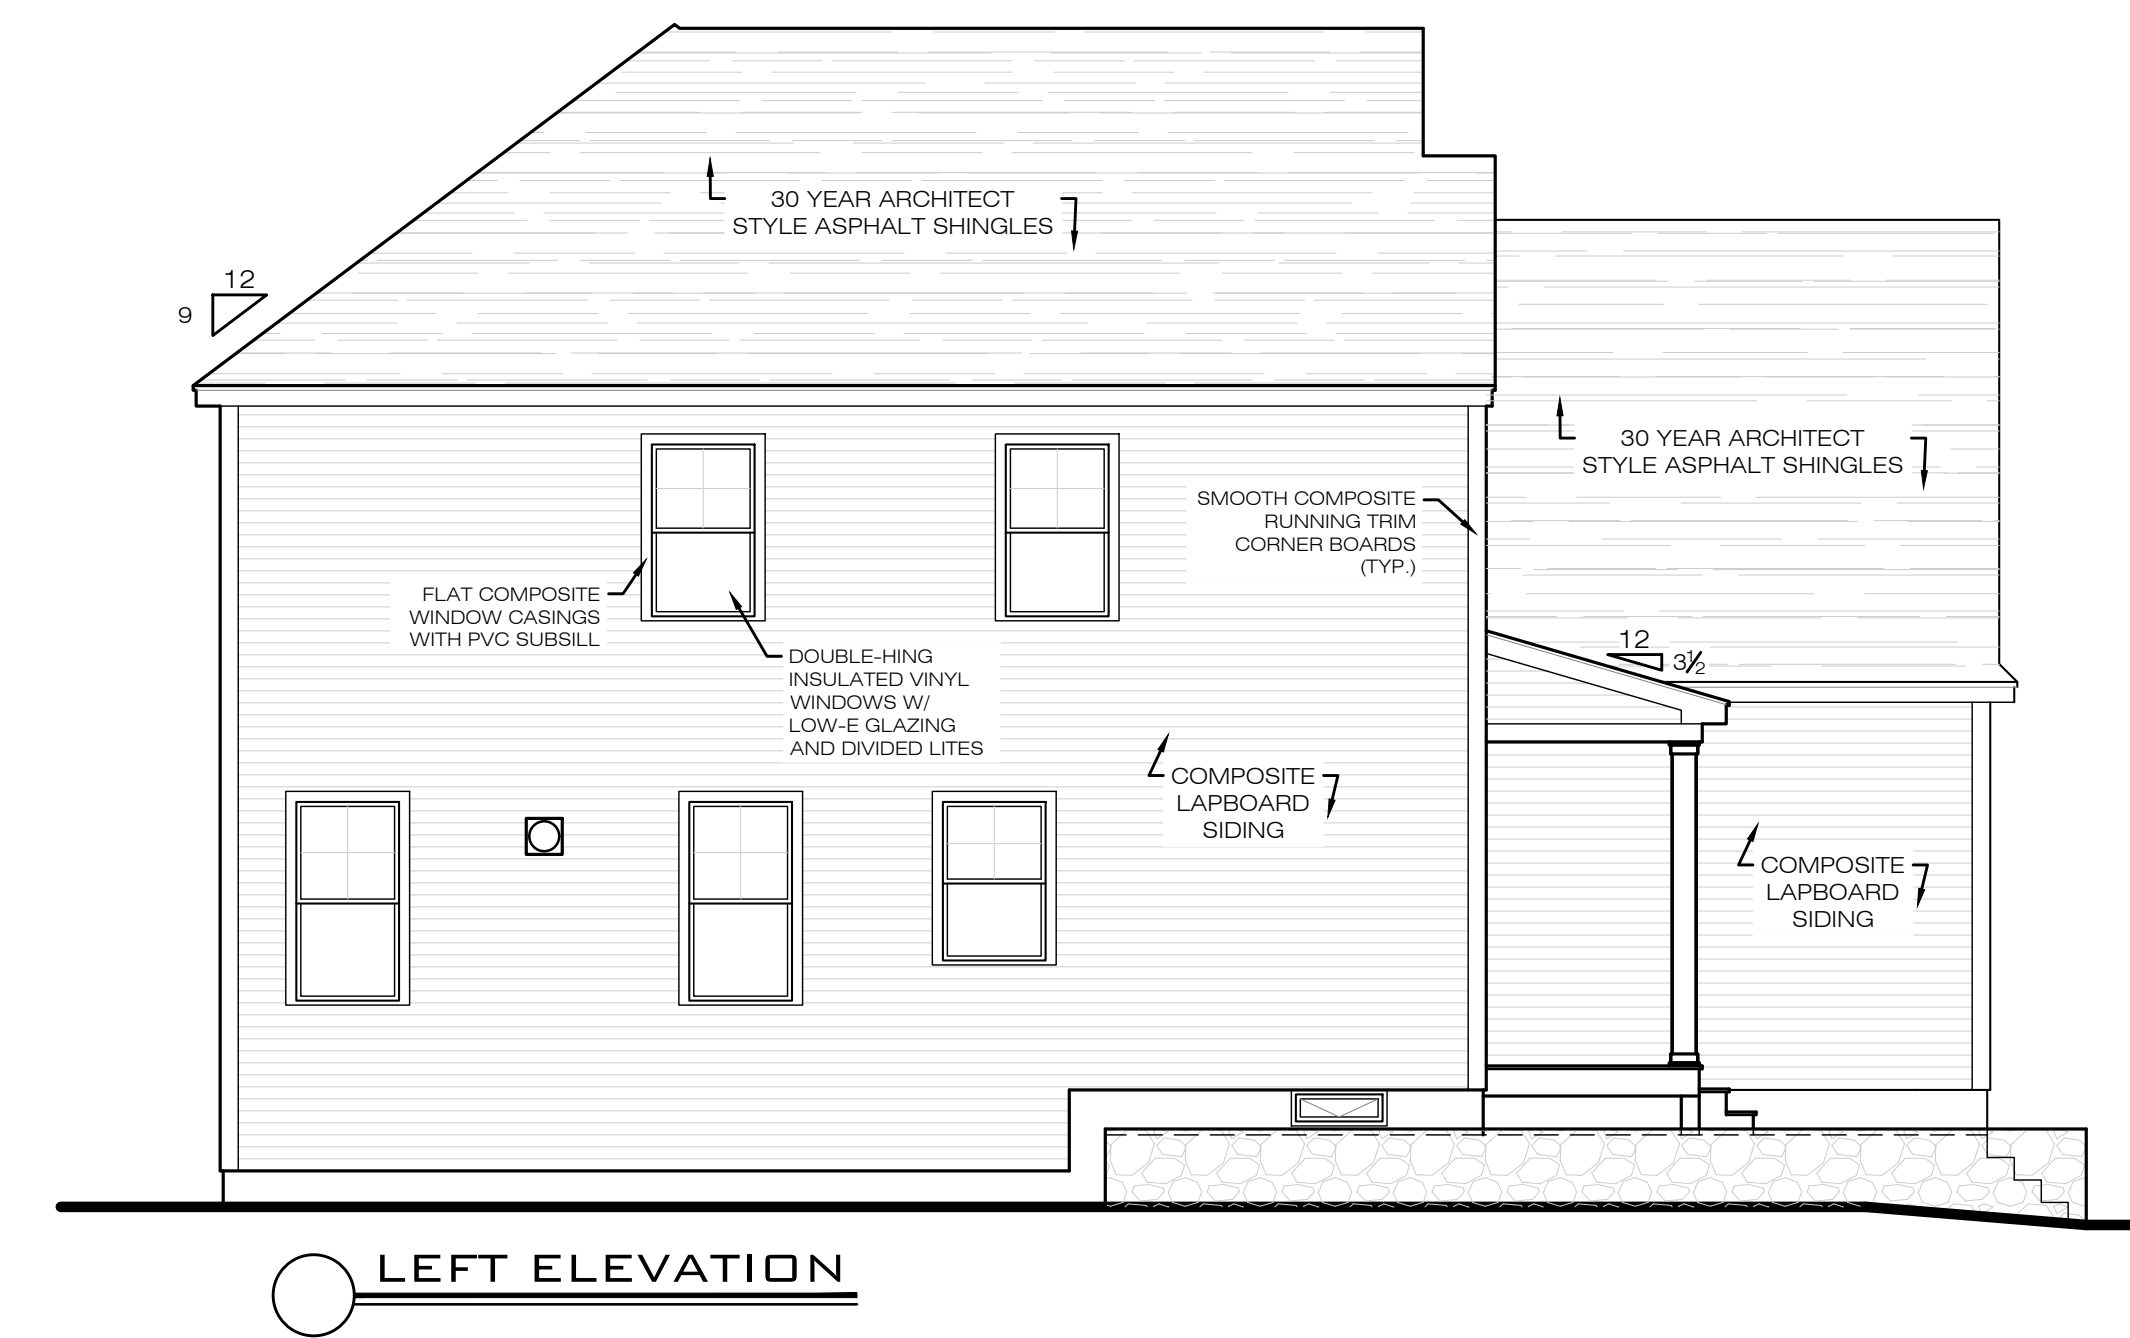 30 YEAR ARCHITECT
STYLE ASPHALT SHINGLES
12
9
30 YEAR ARCHITECT
STYLE ASPHALT SHINGLES
SMOOTH COMPOSITE
RUNNING TRIM
CORNER BOARDS
(TYP.)
FLAT COMPOSITE
WINDOW CASINGS
WITH PVC SUBSILL
12
3½
DOUBLE-HING
INSULATED VINYL
WINDOWS W/
LOW-E GLAZING
AND DIVIDED LITES
COMPOSITE
LAPBOARD
SIDING
COMPOSITE
LAPBOARD
SIDING
LEFT ELEVATION